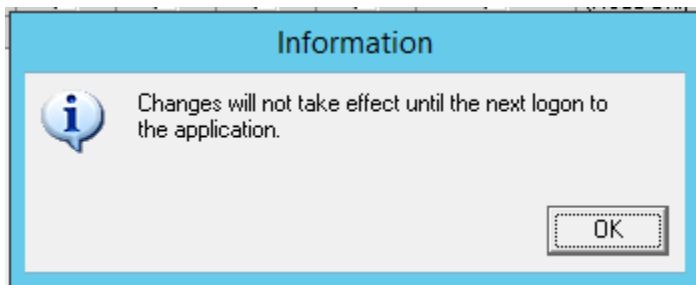 Information
Changes will not take effect until the next logon to
the application.
OK